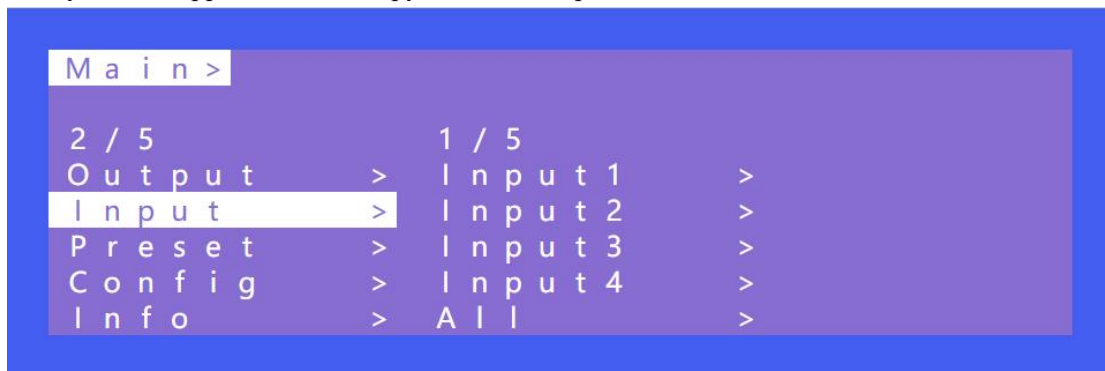 Main>
2/5 1/5
Output > Input1 >
Input > Input2 >
Preset > Input3 >
Config > Input4 >
Info > All >